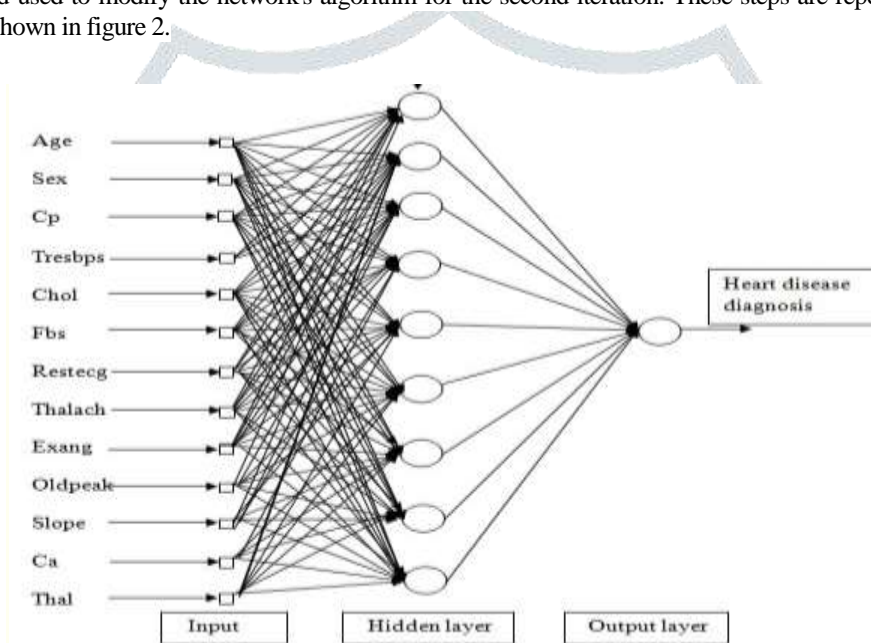 d used to modify the network's algorithm for the second iteration. These steps are repe
hown in figure 2.
Age
Sex
Cp
Tresbps
Chol
Fbs
Restecg
Thalach
Exang
Oldpeak
Slope
Ca
Thal
Heart disease
diagnosis
Input
Hidden layer
Output layer